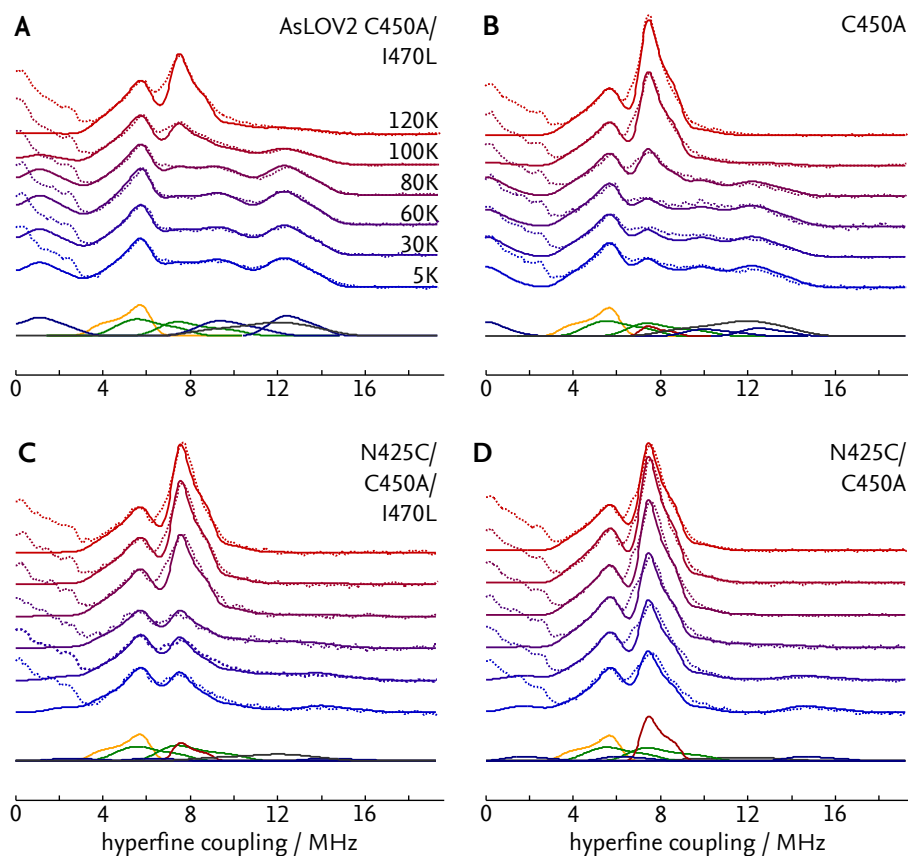 A
AsLOV2 C450A/
I470L
120K
100K
80K
60K
30K
5K
0 4 8 12 16
B
C450A
0 4 8 12 16
C
N425C/
C450A/
I470L
0 4 8 12 16
hyperfine coupling / MHz
D
N425C/
C450A
0 4 8 12 16
hyperfine coupling / MHz